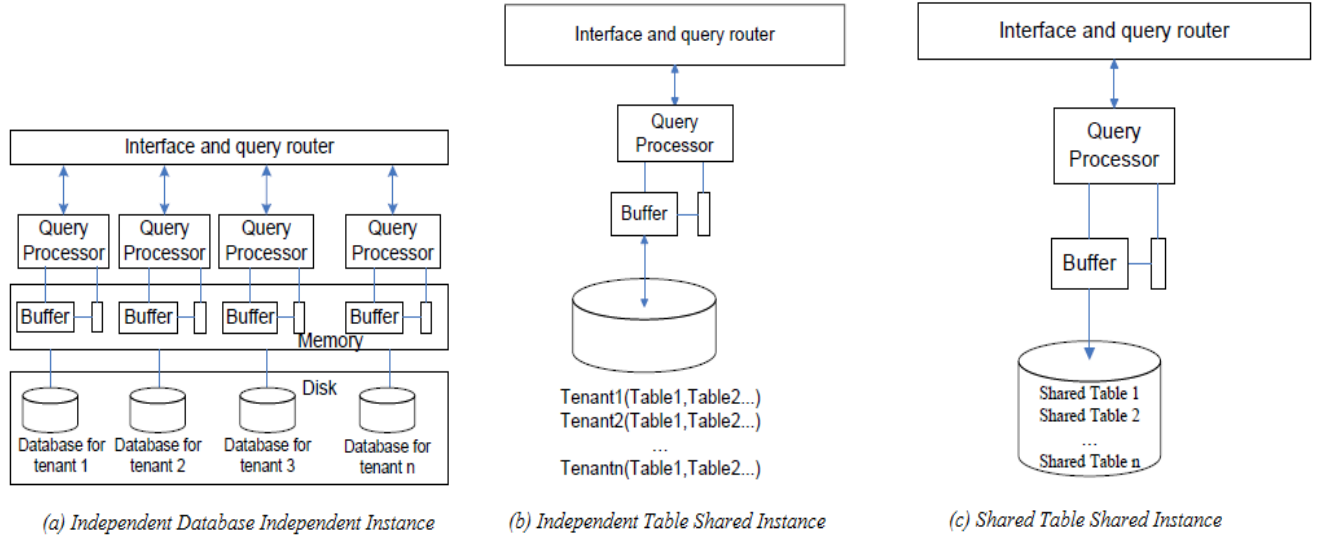 Interface and query router
Query
Processor
Query
Processor
Query
Processor
Query
Processor
Buffer
Buffer
Buffer
Buffer
Memory
Disk
Database for
tenant 1
Database for
tenant 2
Database for
tenant 3
Database for
tenant n
(a) Independent Database Independent Instance
Interface and query router
Query
Processor
Buffer
Tenant1(Table1,Table2...)
Tenant2(Table1,Table2...)
...
Tenantn(Table1,Table2...)
(b) Independent Table Shared Instance
Interface and query router
Query
Processor
Buffer
Shared Table 1
Shared Table 2
...
Shared Table n
(c) Shared Table Shared Instance